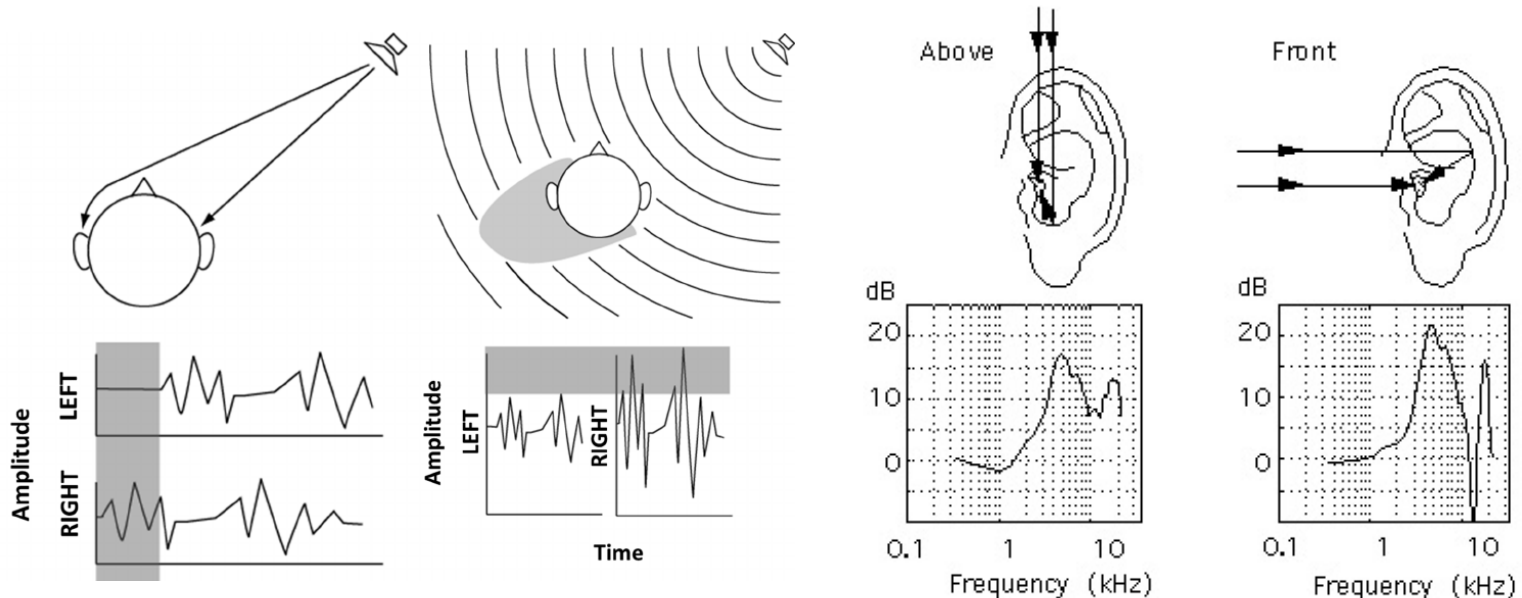 Above
Front
dB
20
10
0
0.1 1 10
Frequency (kHz)
dB
20
10
0
0.1 1 10
Frequency (kHz)
Amplitude
LEFT
RIGHT
Amplitude
LEFT
RIGHT
Time